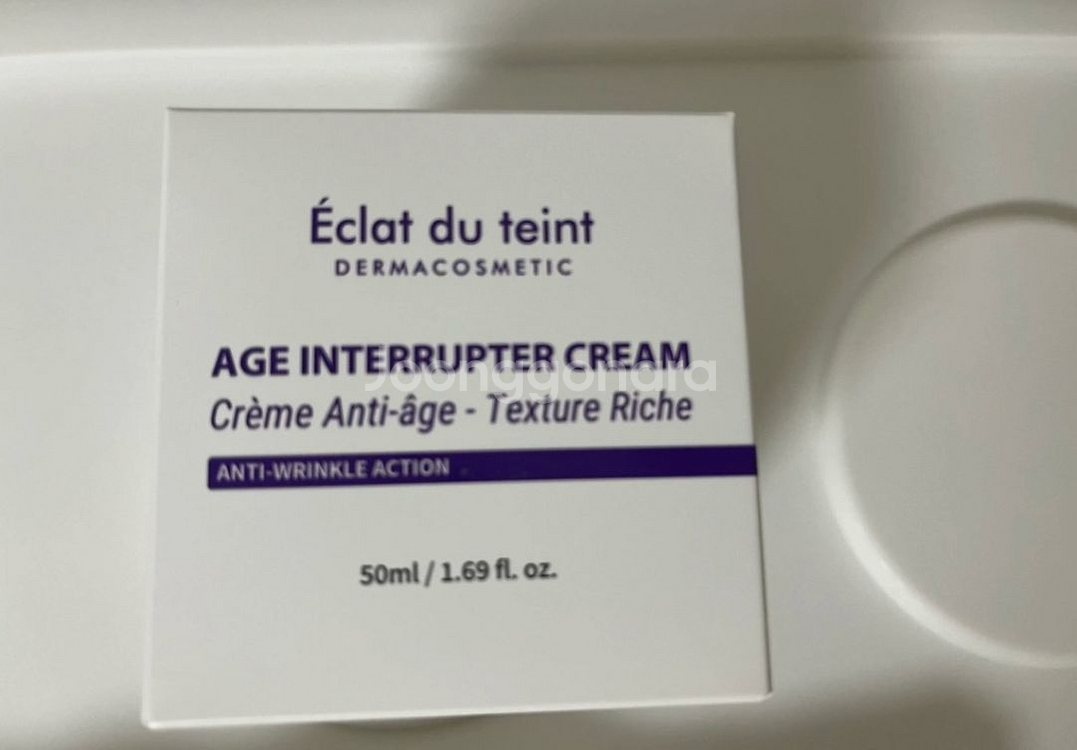 Éclat du teint
DERMACOSMETIC
AGE INTERRUPTER CREAM
Joonggonara
Crème Anti-âge - Texture Riche
ANTI-WRINKLE ACTION
50ml / 1.69 fl. oz.